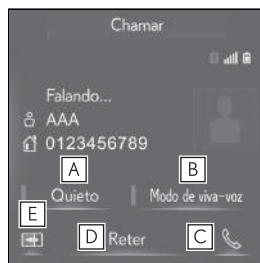 Chamar
Falando...
AAA
0123456789
A
B
Quieto
Modo de viva-voz
E
D
Reter
C